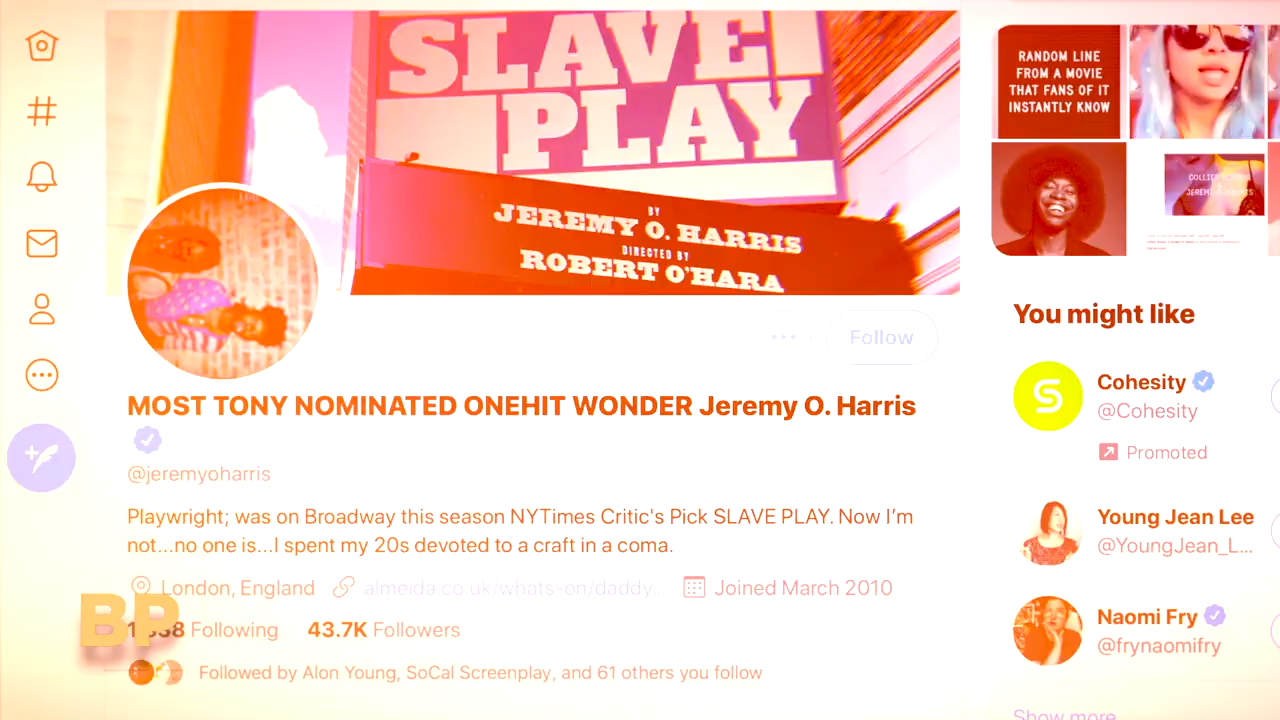 SLAVE
PLAY
BY
JEREMY O. HARRIS
DIRECTED BY
ROBERT O'HARA
Follow
MOST TONY NOMINATED ONEHIT WONDER Jeremy O. Harris
@jeremyoharris
Playwright; was on Broadway this season NYTimes Critic's Pick SLAVE PLAY. Now I'm
not...no one is...I spent my 20s devoted to a craft in a coma.
London, England almeida.co.uk/whats-on/daddy... Joined March 2010
Following 43.7K Followers
Followed by Alon Young, SoCal Screenplay, and 61 others you follow
BP
RANDOM LINE
FROM A MOVIE
THAT FANS OF IT
INSTANTLY KNOW
You might like
Cohesity
@Cohesity
Promoted
Young Jean Lee
@YoungJean_L...
Naomi Fry
@frynaomifry
Show more